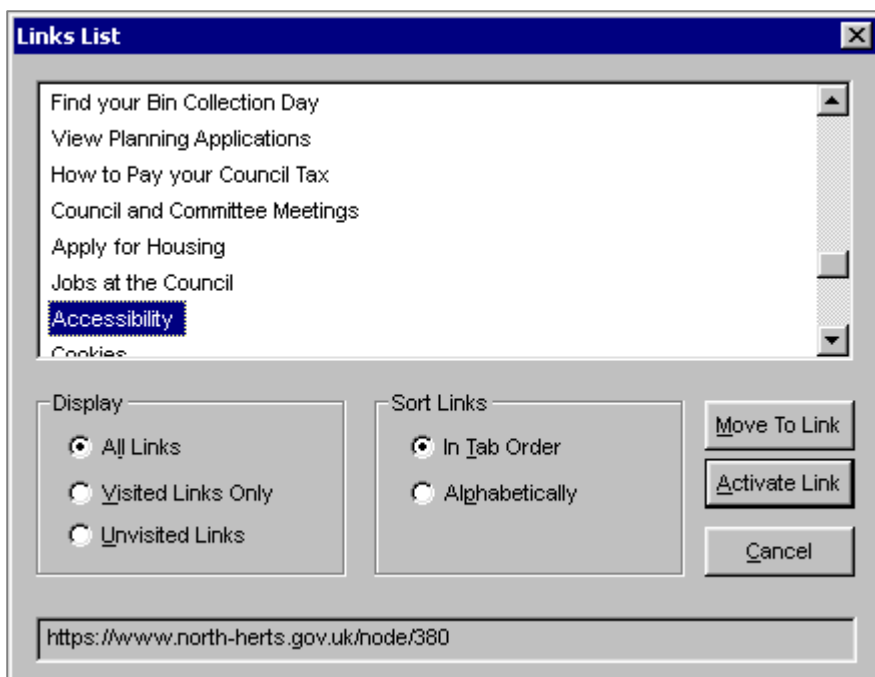 Links List
Find your Bin Collection Day
View Planning Applications
How to Pay your Council Tax
Council and Committee Meetings
Apply for Housing
Jobs at the Council
Accessibility
Cookies
Display
All Links
Visited Links Only
Unvisited Links
Sort Links
In Tab Order
Alphabetically
Move To Link
Activate Link
Cancel
https://www.north-herts.gov.uk/node/380